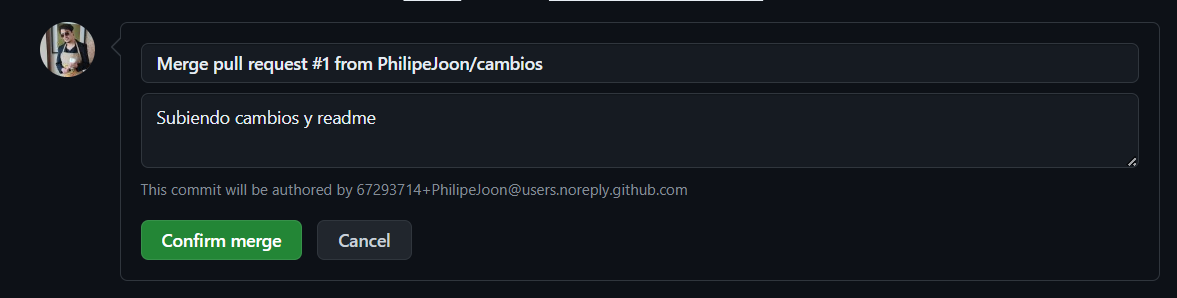 Merge pull request #1 from PhilipeJoon/cambios
Subiendo cambios y readme
This commit will be authored by 67293714+PhilipeJoon@users.noreply.github.com
Confirm merge
Cancel